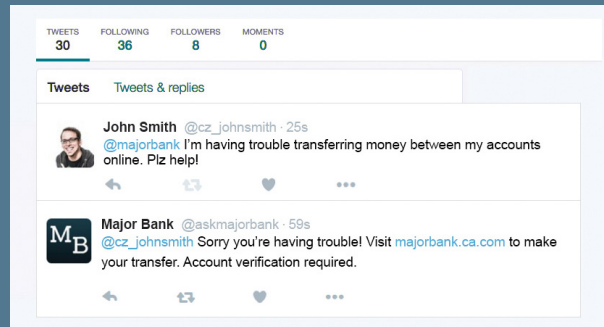 TWEETS FOLLOWING FOLLOWERS MOMENTS
30 36 8 0
Tweets Tweets & replies
John Smith @cz_johnsmith · 25s
@majorbank I'm having trouble transferring money between my accounts
online. Plz help!
MB
Major Bank @askmajorbank · 59s
@cz_johnsmith Sorry you're having trouble! Visit majorbank.ca.com to make
your transfer. Account verification required.